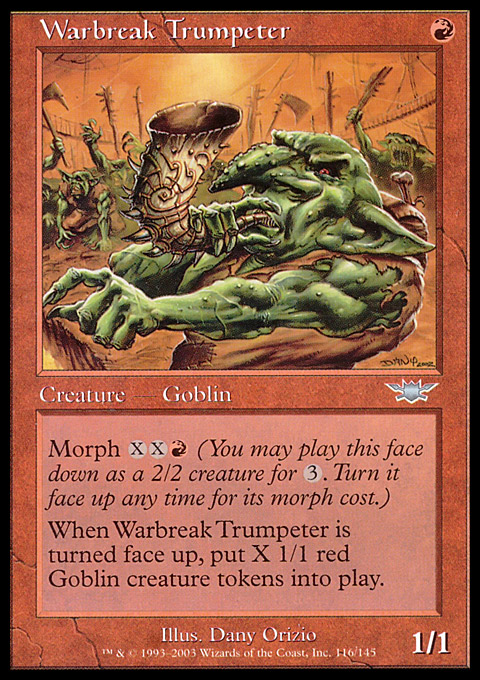 Warbreak Trumpeter
Creature — Goblin
Morph XX (You may play this face
down as a 2/2 creature for 3. Turn it
face up any time for its morph cost.)
When Warbreak Trumpeter is
turned face up, put X 1/1 red
Goblin creature tokens into play.
Illus. Dany Orizio
™ & © 1993–2003 Wizards of the Coast, Inc. 116/145
1/1